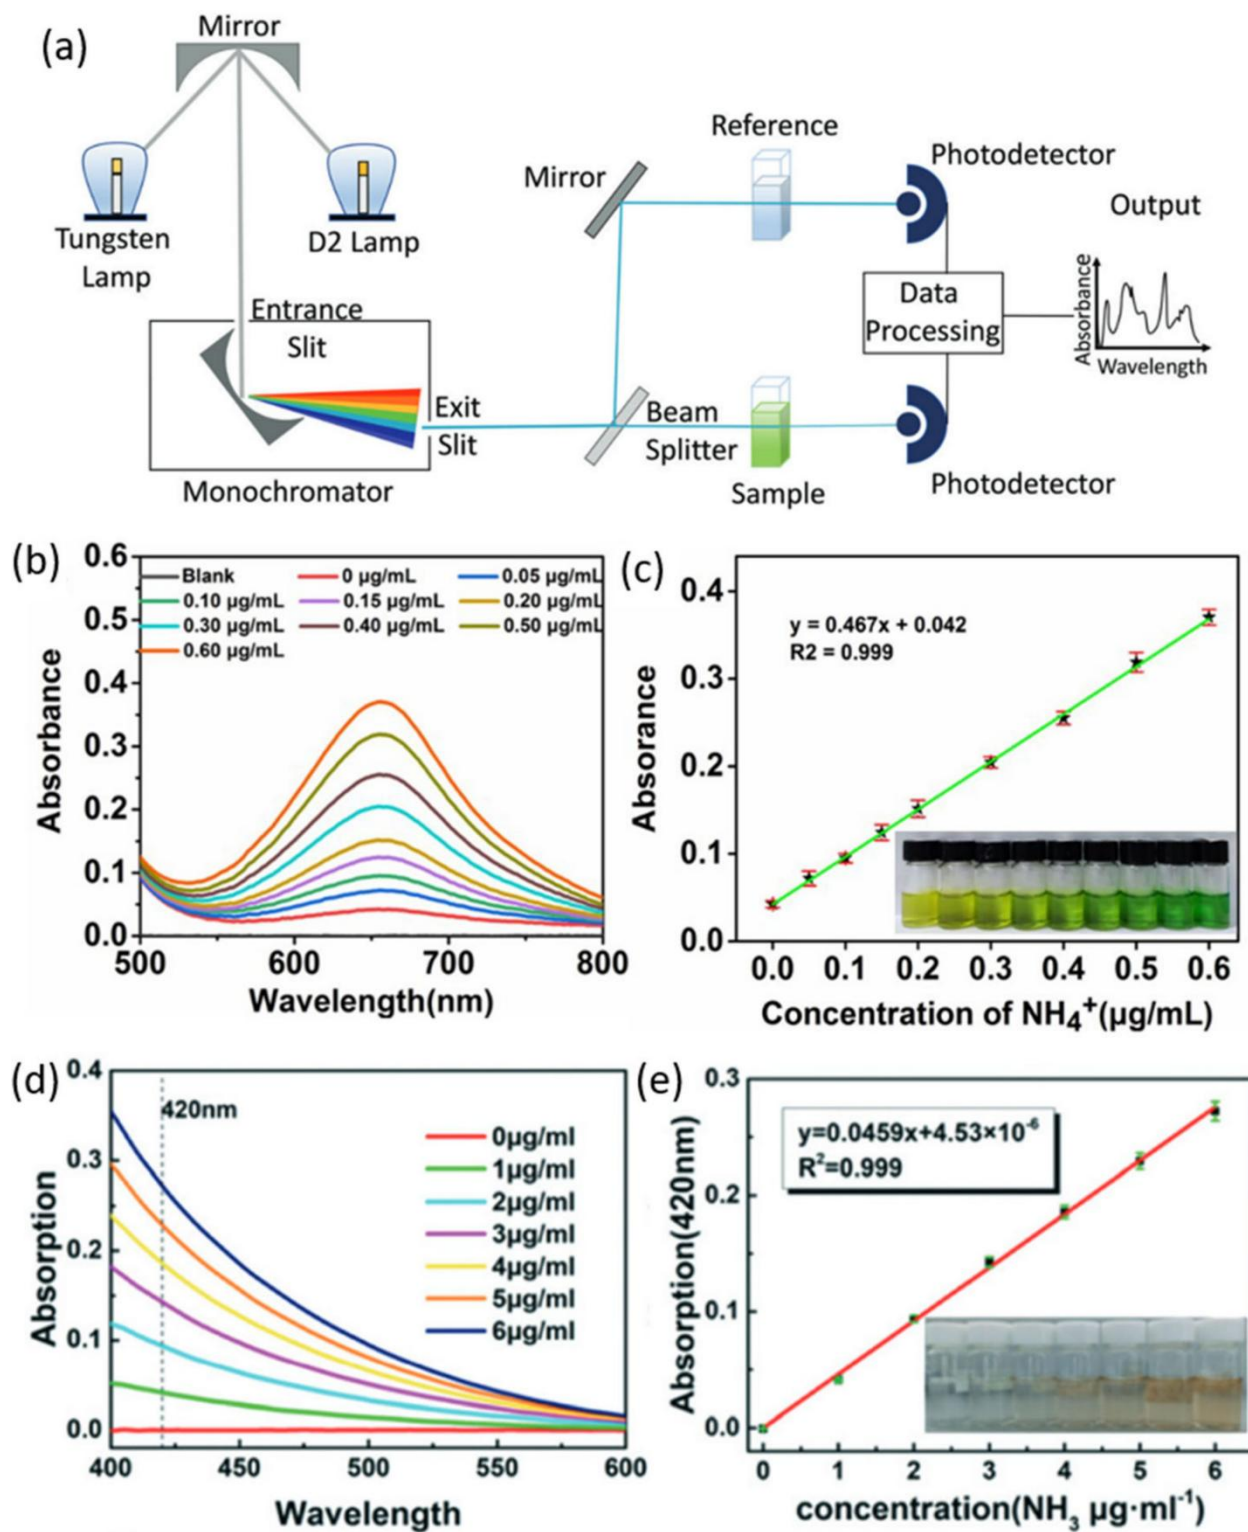 (a)
Mirror
Tungsten
Lamp
D2 Lamp
Entrance
Slit
Exit
Slit
Monochromator
Mirror
Beam
Splitter
Reference
Sample
Photodetector
Photodetector
Data
Processing
Output
Absorbance
Wavelength
(b)
0.6
0.5
0.4
0.3
0.2
0.1
0.0
Absorbance
Blank 0 µg/mL 0.05 µg/mL
0.10 µg/mL 0.15 µg/mL 0.20 µg/mL
0.30 µg/mL 0.40 µg/mL 0.50 µg/mL
0.60 µg/mL
500 600 700 800
Wavelength(nm)
(c)
0.4
0.3
0.2
0.1
0.0
Absorance
y = 0.467x + 0.042
R2 = 0.999
0.0 0.1 0.2 0.3 0.4 0.5 0.6
Concentration of NH₄⁺(µg/mL)
(d)
0.4
0.3
0.2
0.1
0.0
Absorption
420nm
0µg/ml
1µg/ml
2µg/ml
3µg/ml
4µg/ml
5µg/ml
6µg/ml
400 450 500 550 600
Wavelength
(e)
0.3
0.2
0.1
0.0
Absorption(420nm)
y=0.0459x+4.53×10⁻⁶
R²=0.999
0 1 2 3 4 5 6
concentration(NH₃ µg·ml⁻¹)